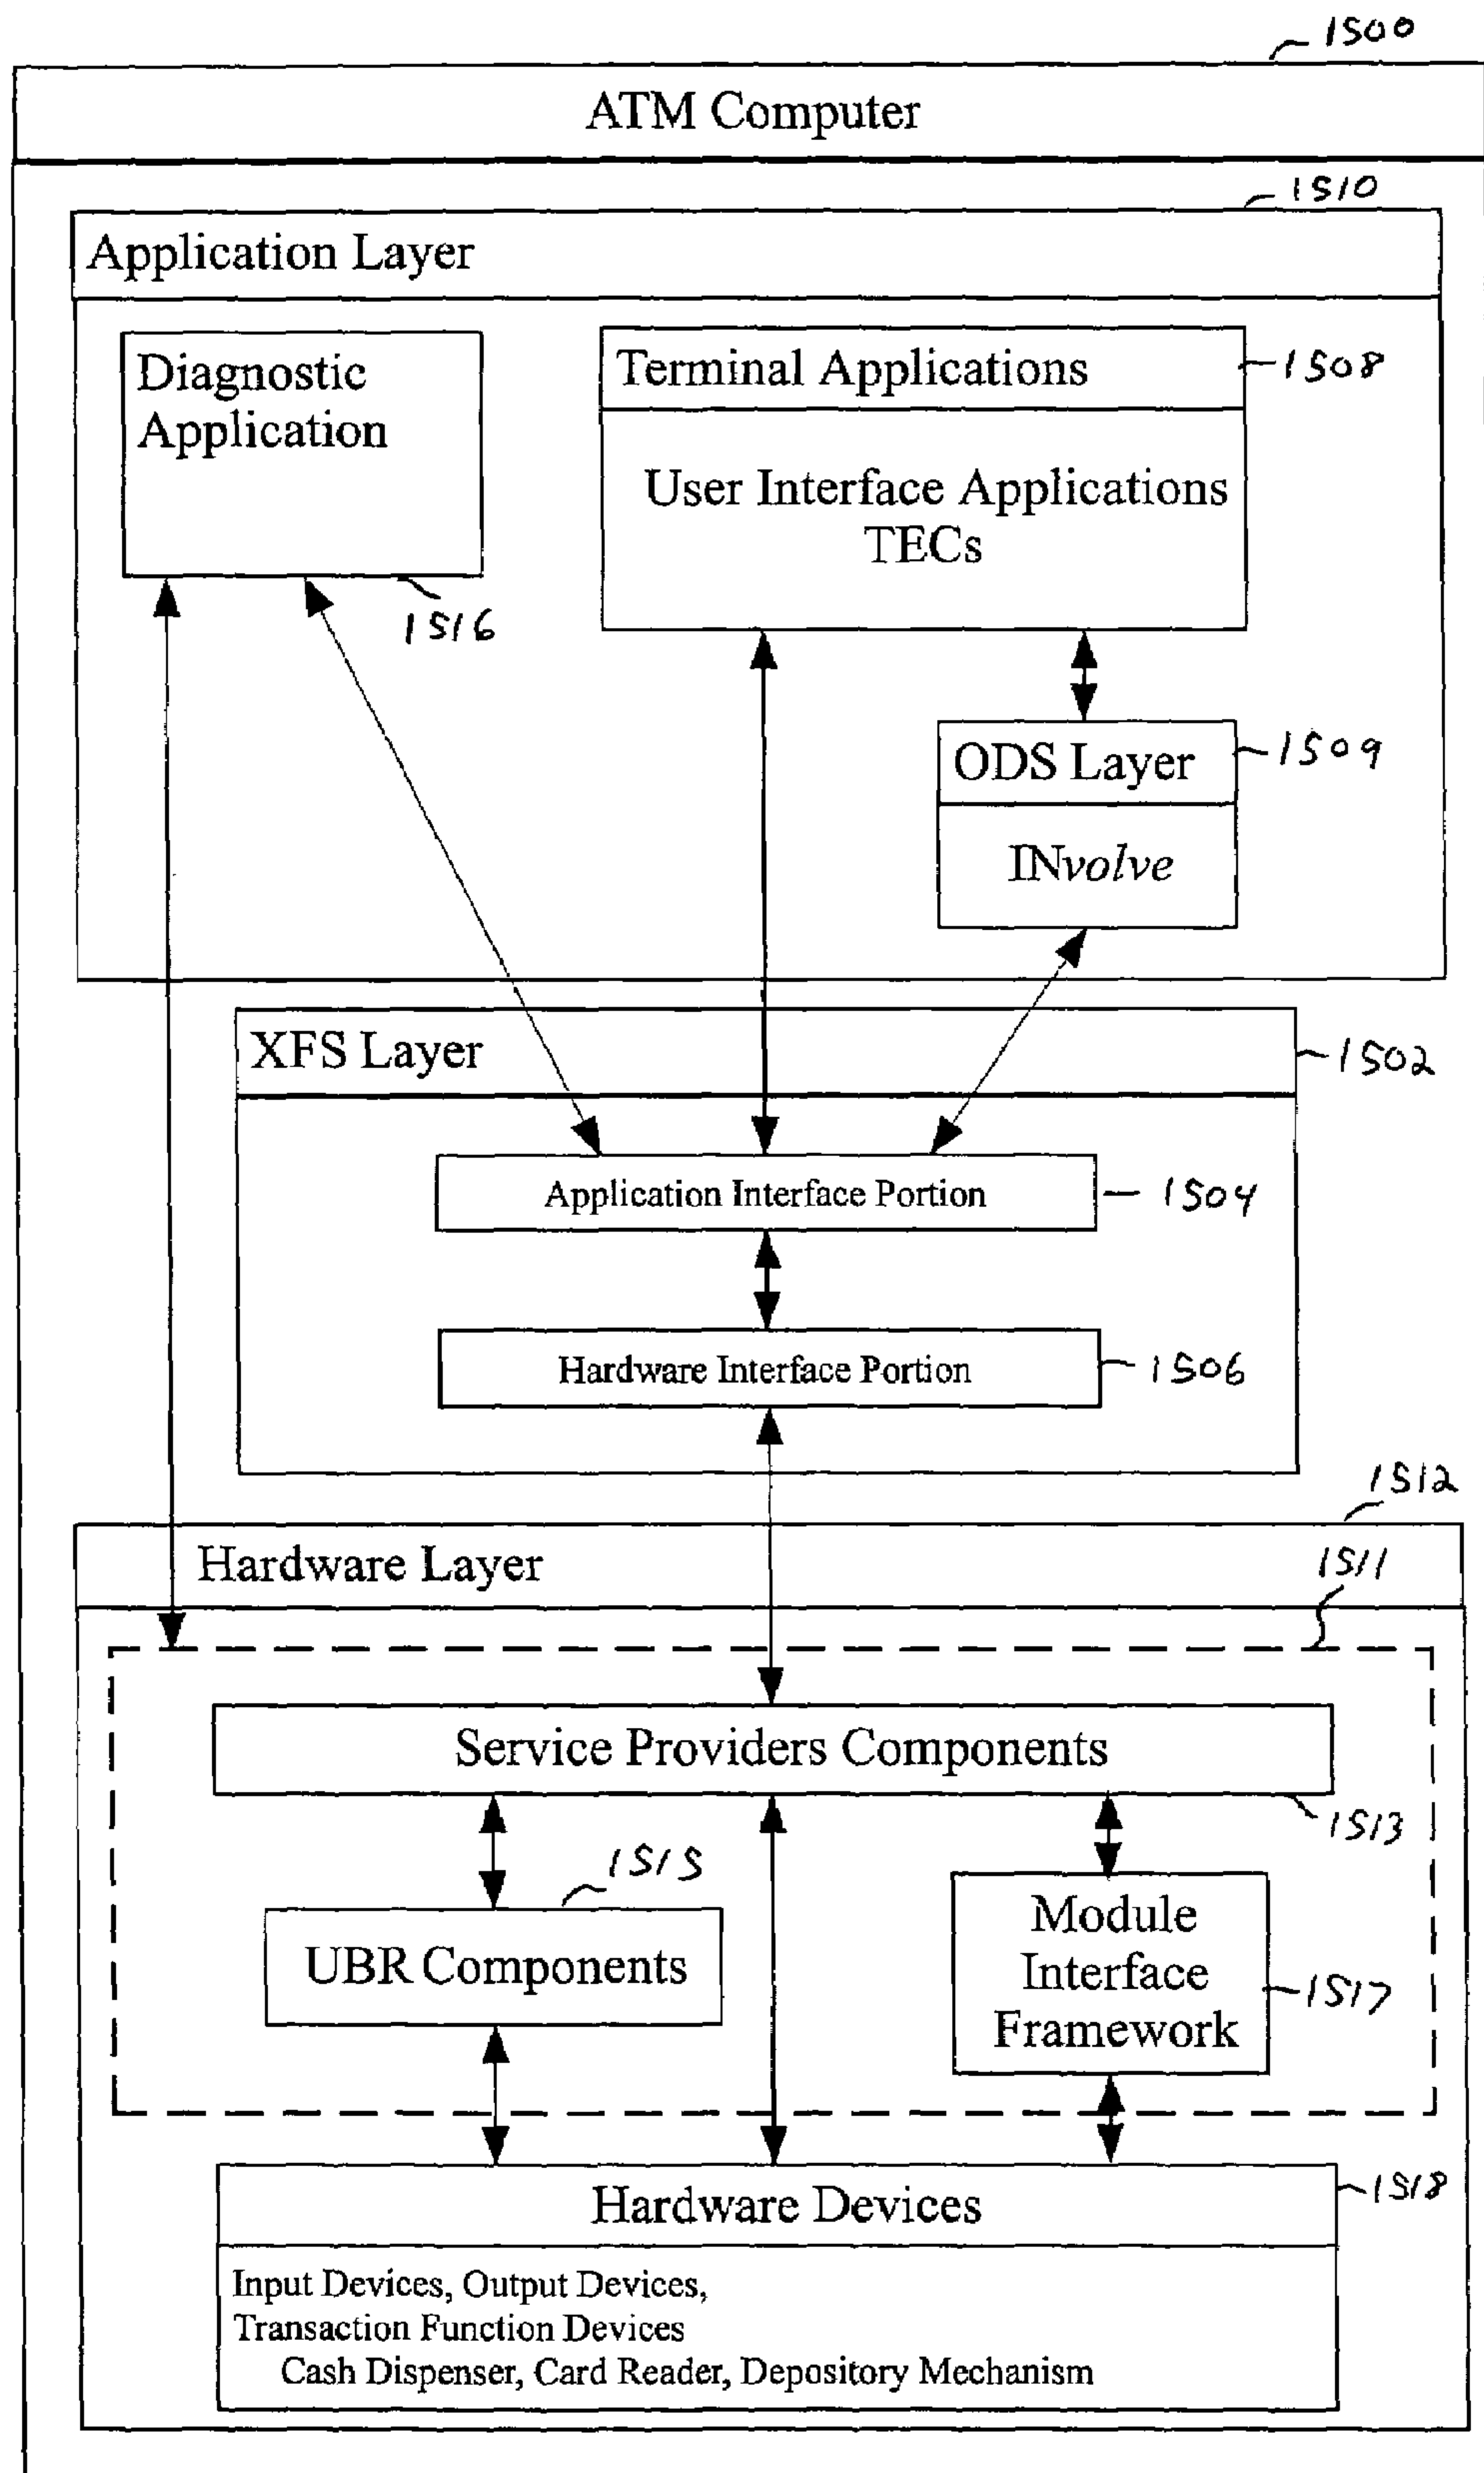 1500
ATM Computer
1510
Application Layer
Diagnostic
Application
1516
Terminal Applications
1508
User Interface Applications
TECs
ODS Layer
1509
INvolve
XFS Layer
1502
Application Interface Portion
1504
Hardware Interface Portion
1506
1512
Hardware Layer
1511
Service Providers Components
1513
1515
UBR Components
Module
Interface
Framework
1517
Hardware Devices
1518
Input Devices, Output Devices,
Transaction Function Devices
Cash Dispenser, Card Reader, Depository Mechanism